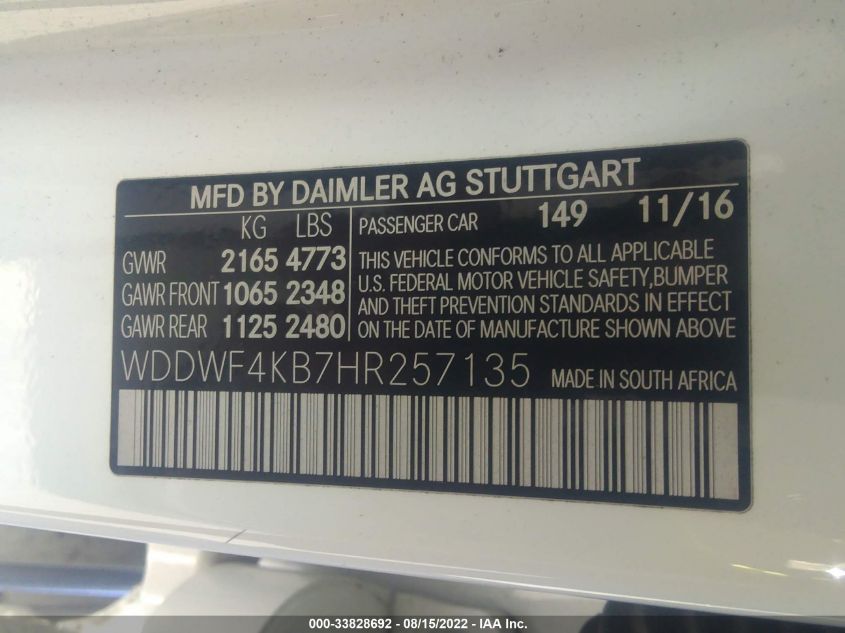 MFD BY DAIMLER AG STUTTGART
KG LBS
GVWR 2165 4773
GAWR FRONT 1065 2348
GAWR REAR 1125 2480
PASSENGER CAR 149 11/16
THIS VEHICLE CONFORMS TO ALL APPLICABLE
U.S. FEDERAL MOTOR VEHICLE SAFETY,BUMPER
AND THEFT PREVENTION STANDARDS IN EFFECT
ON THE DATE OF MANUFACTURE SHOWN ABOVE
WDDWF4KB7HR257135 MADE IN SOUTH AFRICA
000-33828692 - 08/15/2022 - IAA Inc.